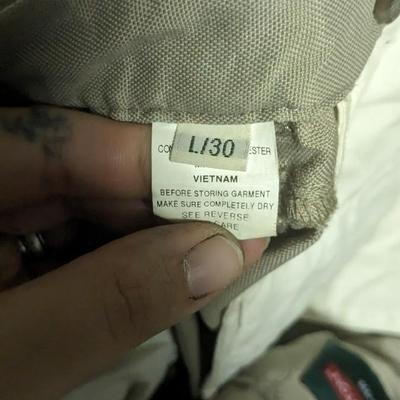 L/30
VIETNAM
BEFORE STORING GARMENT
MAKE SURE COMPLETELY DRY
SEE REVERSE